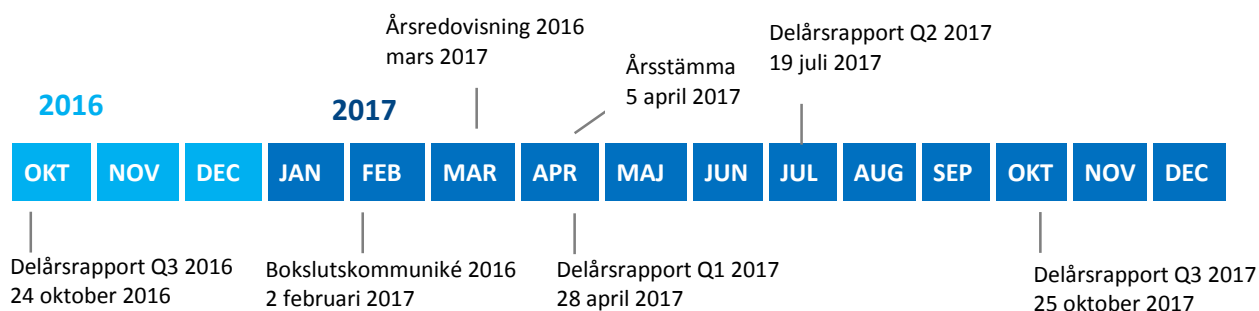 Årsredovisning 2016
mars 2017
Delårsrapport Q2 2017
19 juli 2017
Årsstämma
5 april 2017
2016
2017
OKT NOV DEC JAN FEB MAR APR MAJ JUN JUL AUG SEP OKT NOV DEC
Delårsrapport Q3 2016
24 oktober 2016
Bokslutskommuniké 2016
2 februari 2017
Delårsrapport Q1 2017
28 april 2017
Delårsrapport Q3 2017
25 oktober 2017